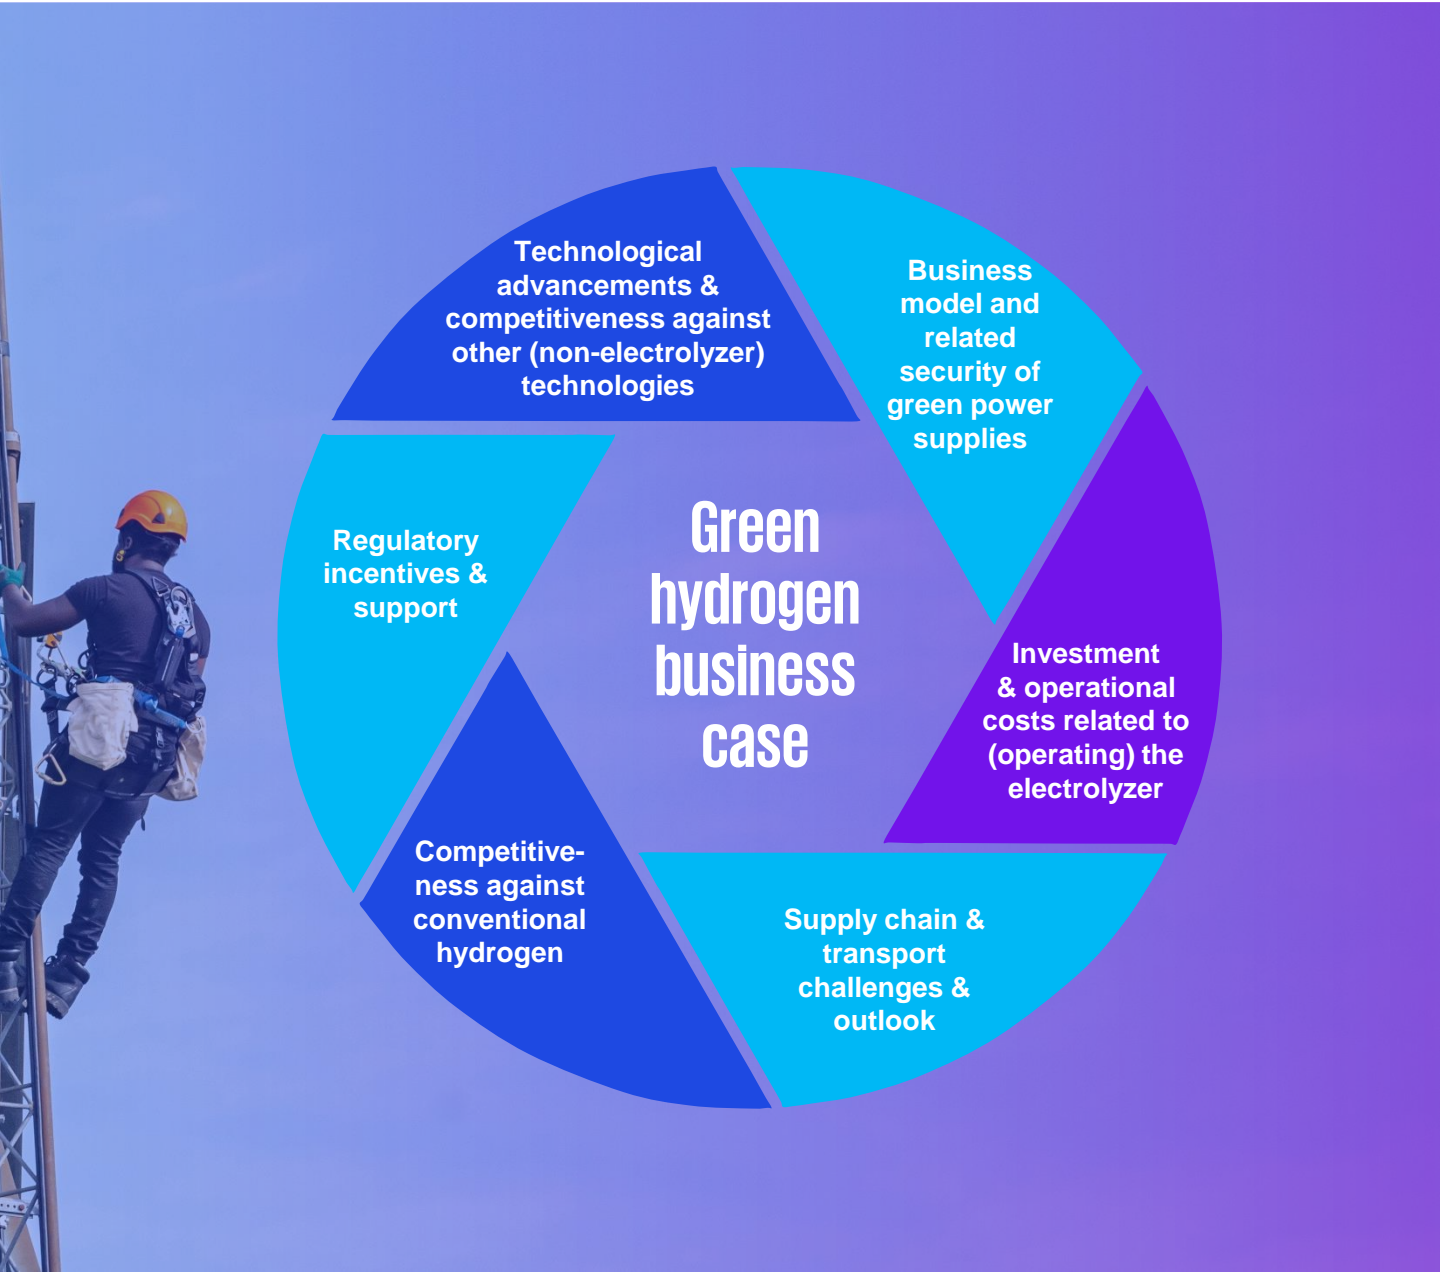 Technological
advancements &
competitiveness against
other (non-electrolyzer)
technologies
Business
model and
related
security of
green power
supplies
Regulatory
incentives &
support
Green
hydrogen
business
case
Investment
& operational
costs related to
(operating) the
electrolyzer
Competitive-
ness against
conventional
hydrogen
Supply chain &
transport
challenges &
outlook